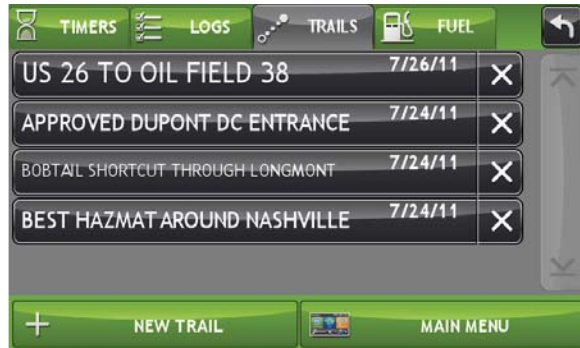 TIMERS LOGS TRAILS FUEL
US 26 TO OIL FIELD 38 7/26/11
APPROVED DUPONT DC ENTRANCE 7/24/11
BOBTAIL SHORTCUT THROUGH LONGMONT 7/24/11
BEST HAZMAT AROUND NASHVILLE 7/24/11
NEW TRAIL MAIN MENU